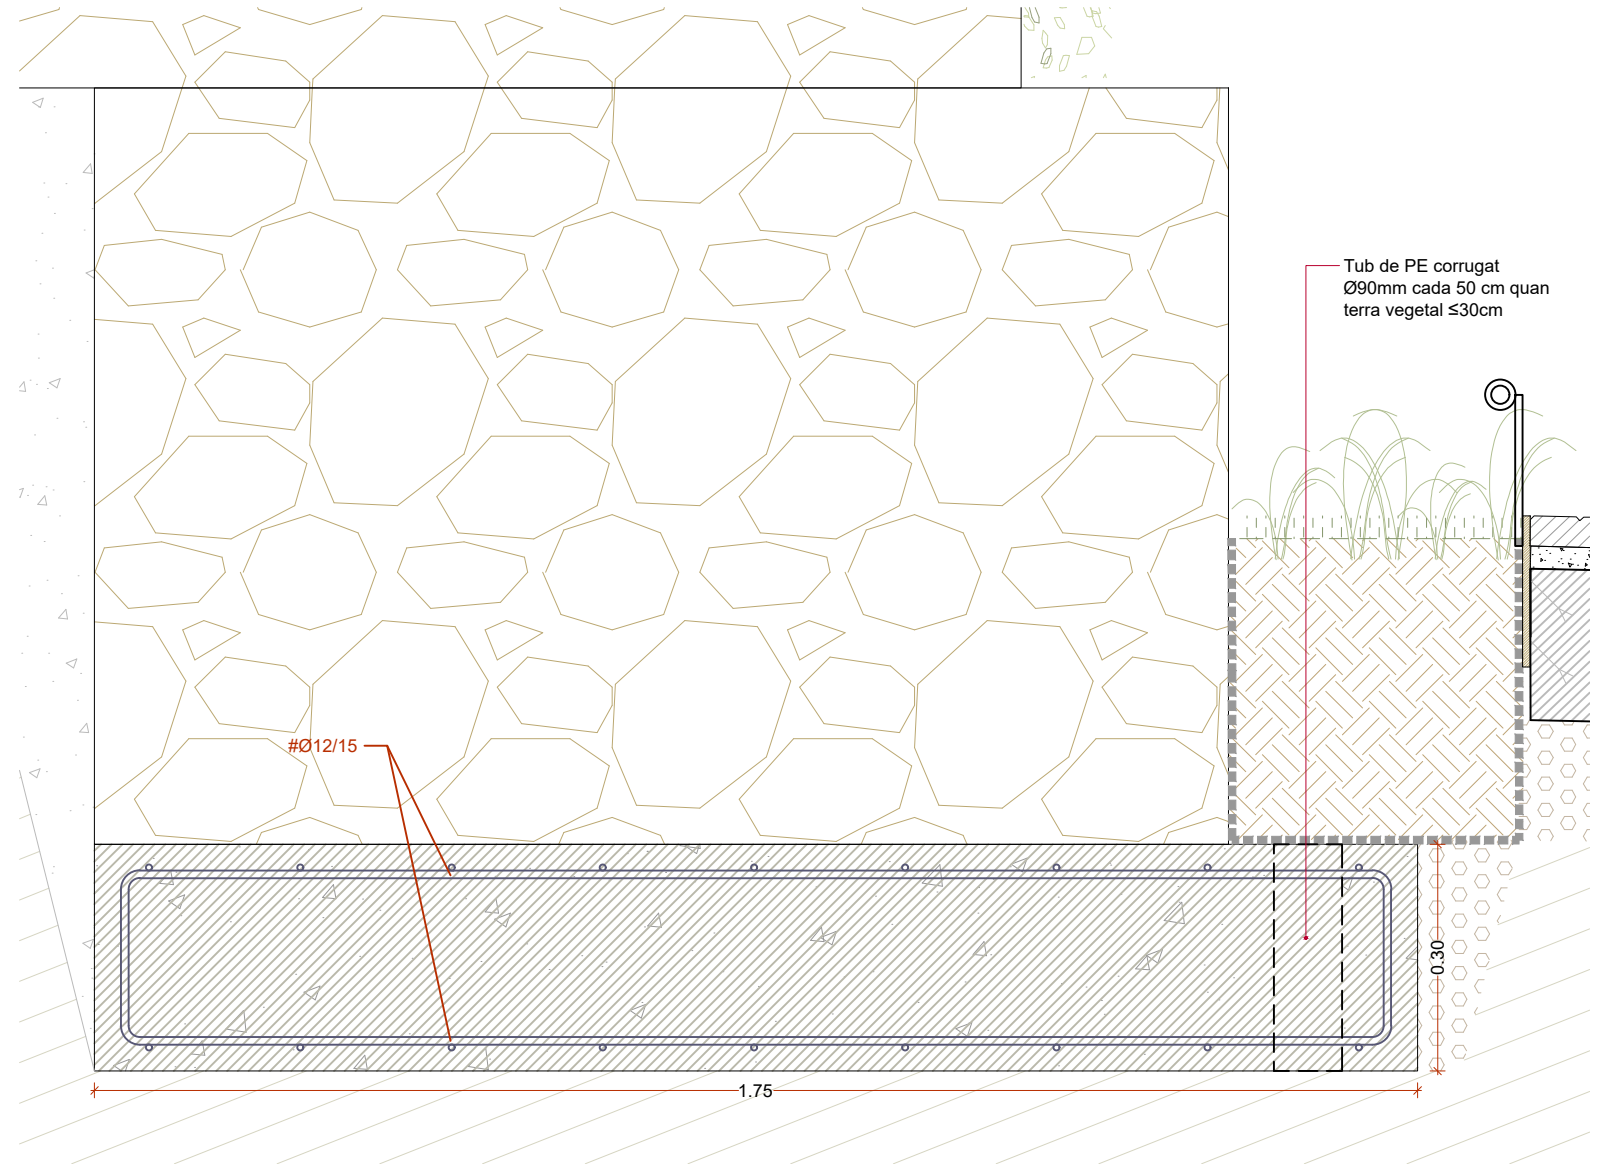 Tub de PE corrugat
Ø90mm cada 50 cm quan
terra vegetal ≤30cm
#Ø12/15
0.30
1.75